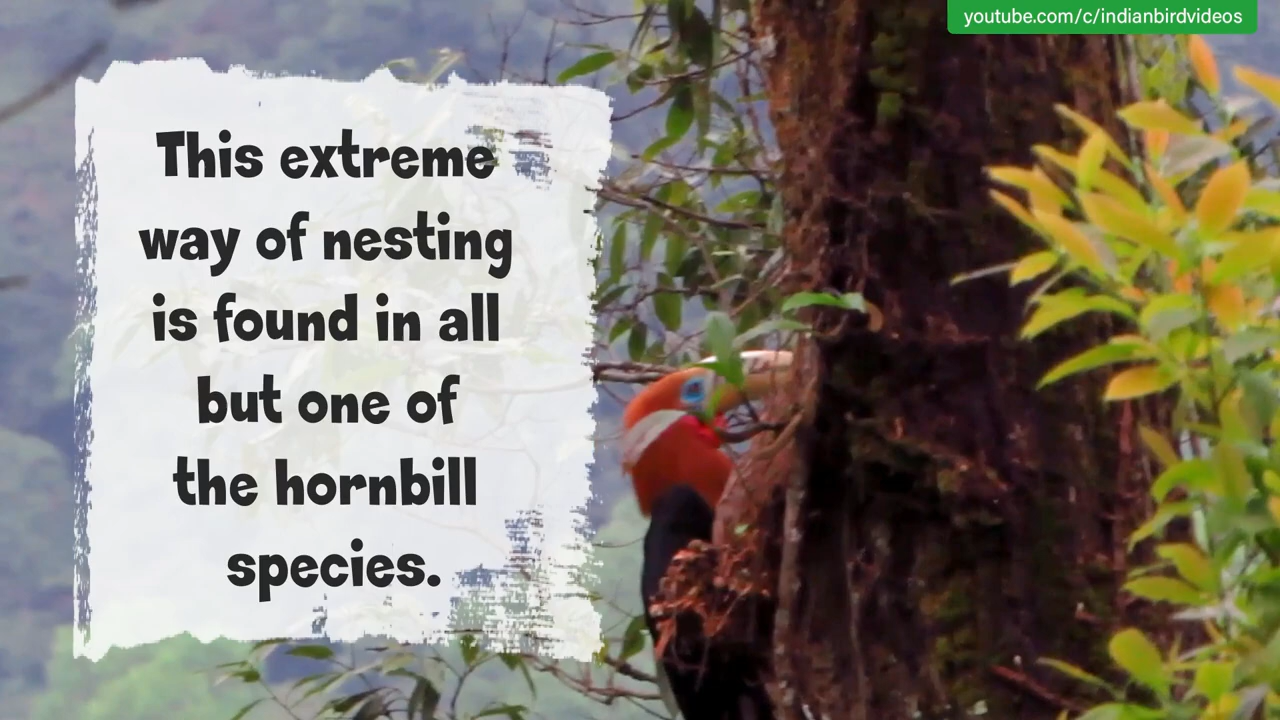 youtube.com/c/indianbirdvideos
This extreme
way of nesting
is found in all
but one of
the hornbill
species.